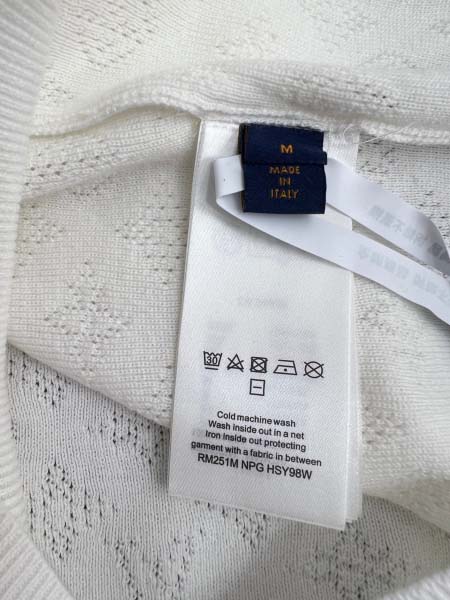 M
MADE
IN
ITALY
30
Cold machine wash
Wash inside out in a net
Iron inside out protecting
garment with a fabric in between
RM251M NPG HSY98W